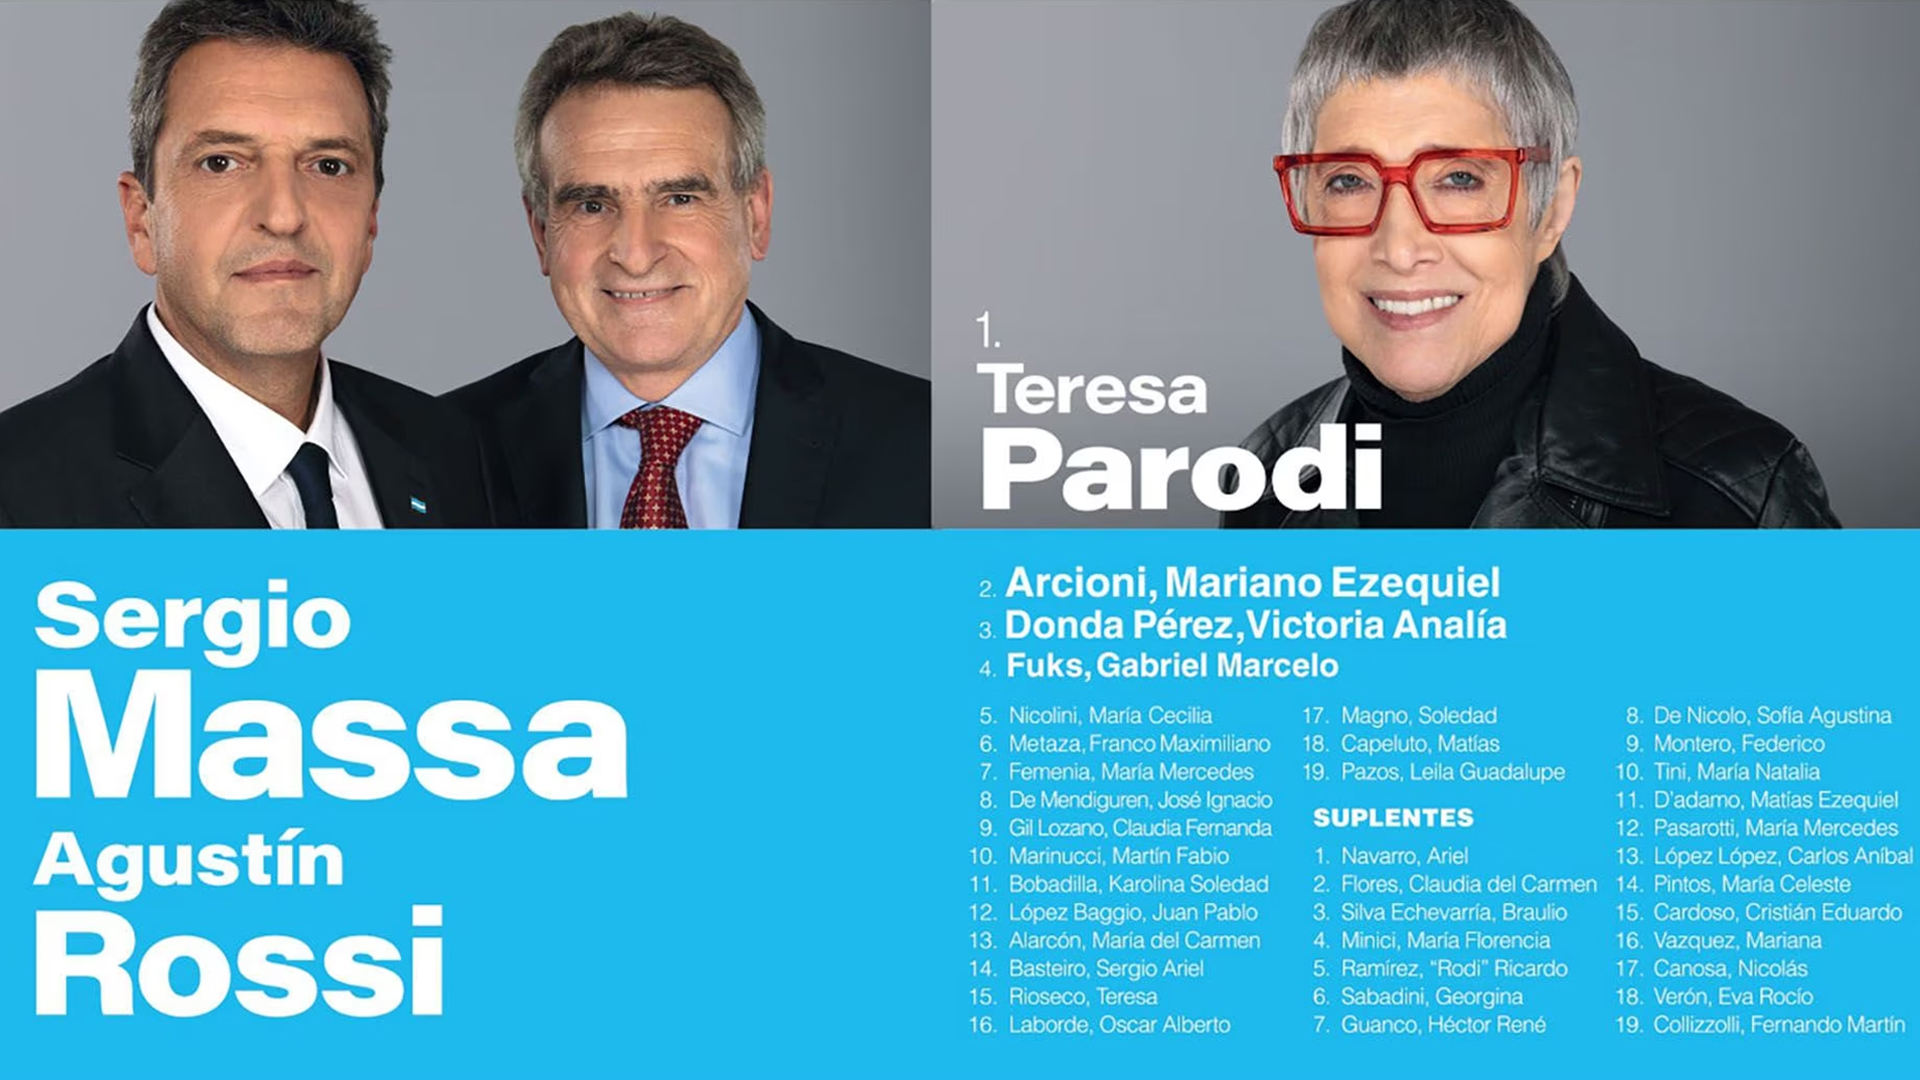 Sergio
Massa
Agustín
Rossi
1.
Teresa
Parodi
2. Arcioni, Mariano Ezequiel
3. Donda Pérez,Victoria Analía
4. Fuks, Gabriel Marcelo
5. Nicolini, María Cecilia
6. Metaza, Franco Maximiliano
7. Femenia, María Mercedes
8. De Mendiguren, José Ignacio
9. Gil Lozano, Claudia Fernanda
10. Marinucci, Martín Fabio
11. Bobadilla, Karolina Soledad
12. López Baggio, Juan Pablo
13. Alarcón, María del Carmen
14. Basteiro, Sergio Ariel
15. Rioseco, Teresa
16. Laborde, Oscar Alberto
17. Magno, Soledad
18. Capeluto, Matías
19. Pazos, Leila Guadalupe
SUPLENTES
1. Navarro, Ariel
2. Flores, Claudia del Carmen
3. Silva Echevarría, Braulio
4. Minici, María Florencia
5. Ramírez, “Rodi” Ricardo
6. Sabadini, Georgina
7. Guanco, Héctor René
8. De Nicolo, Sofía Agustina
9. Montero, Federico
10. Tini, María Natalia
11. D’adamo, Matías Ezequiel
12. Pasarotti, María Mercedes
13. López López, Carlos Aníbal
14. Pintos, María Celeste
15. Cardoso, Cristián Eduardo
16. Vazquez, Mariana
17. Canosa, Nicolás
18. Verón, Eva Rocío
19. Collizzolli, Fernando Martín